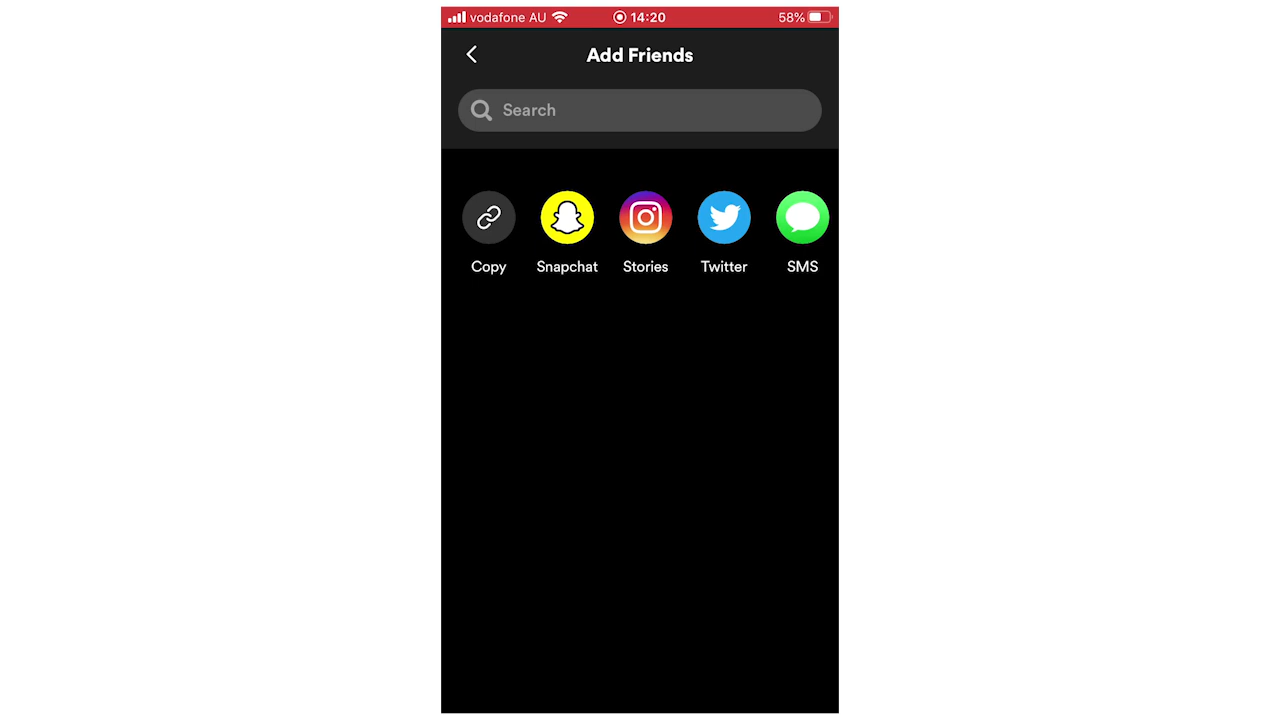 vodafone AU 14:20 58%
Add Friends
Search
Copy Snapchat Stories Twitter SMS